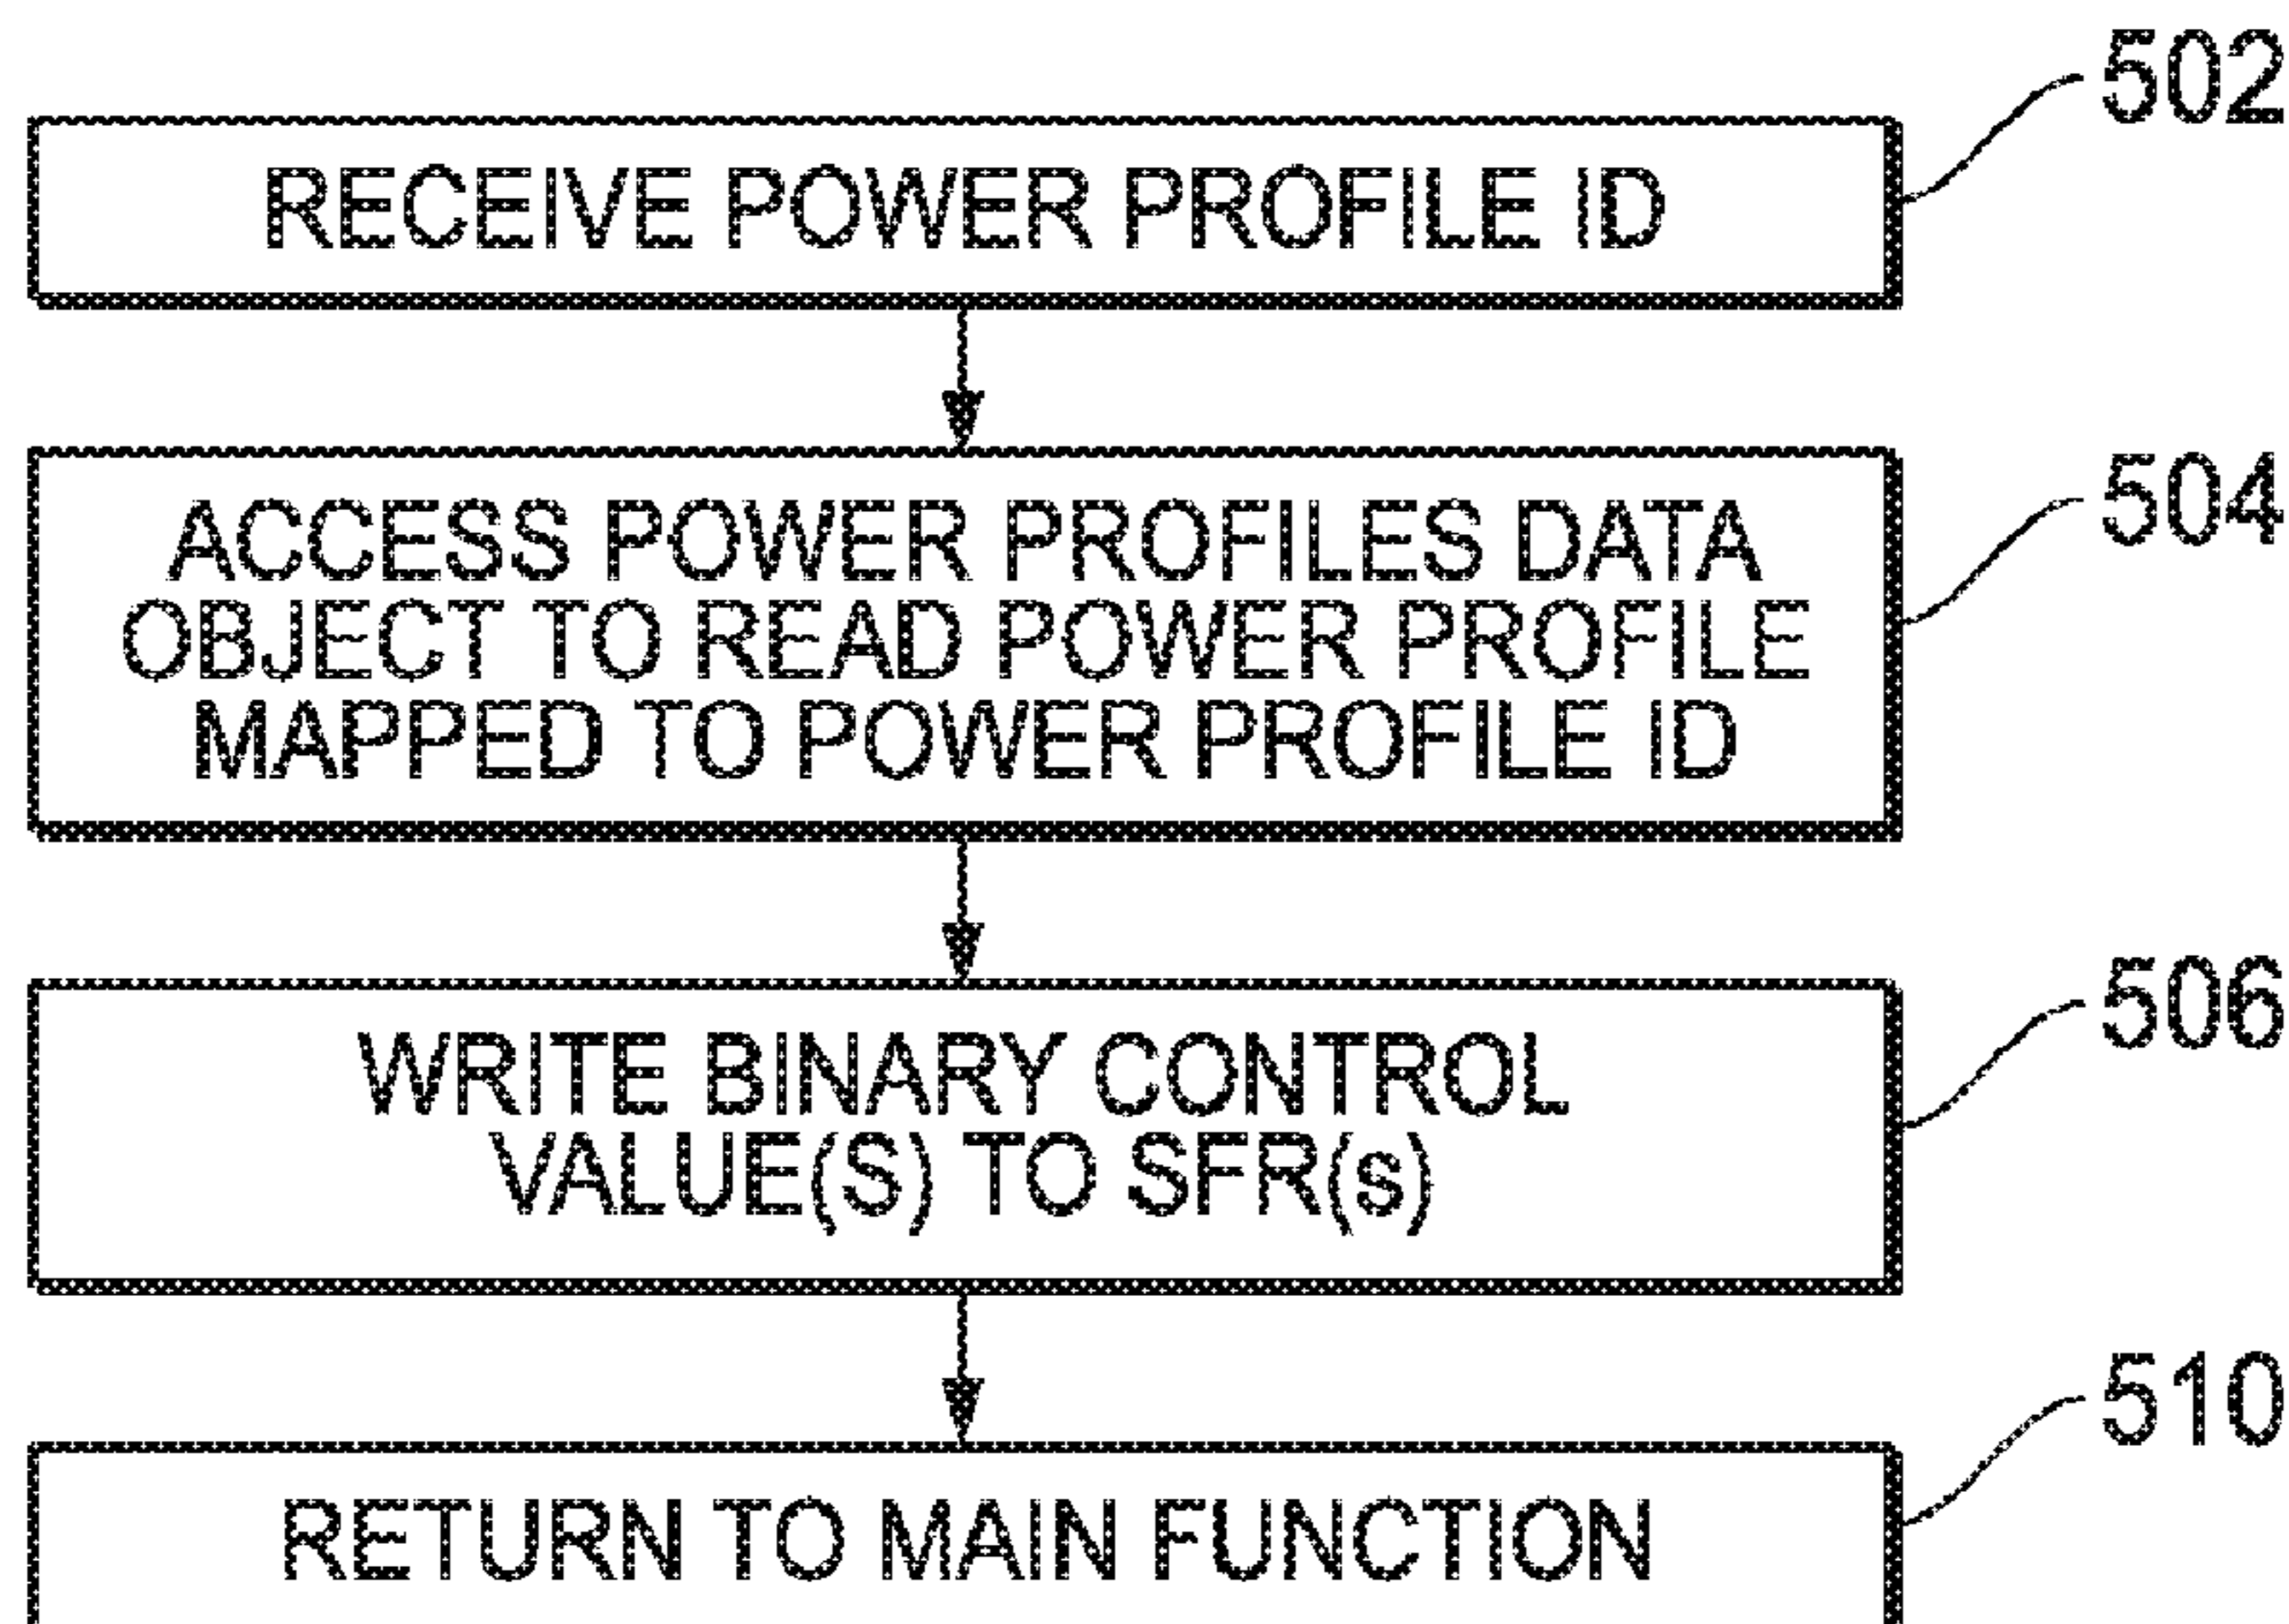 502
RECEIVE POWER PROFILE ID
504
ACCESS POWER PROFILES DATA
OBJECT TO READ POWER PROFILE
MAPPED TO POWER PROFILE ID
506
WRITE BINARY CONTROL
VALUE(S) TO SFR(s)
510
RETURN TO MAIN FUNCTION